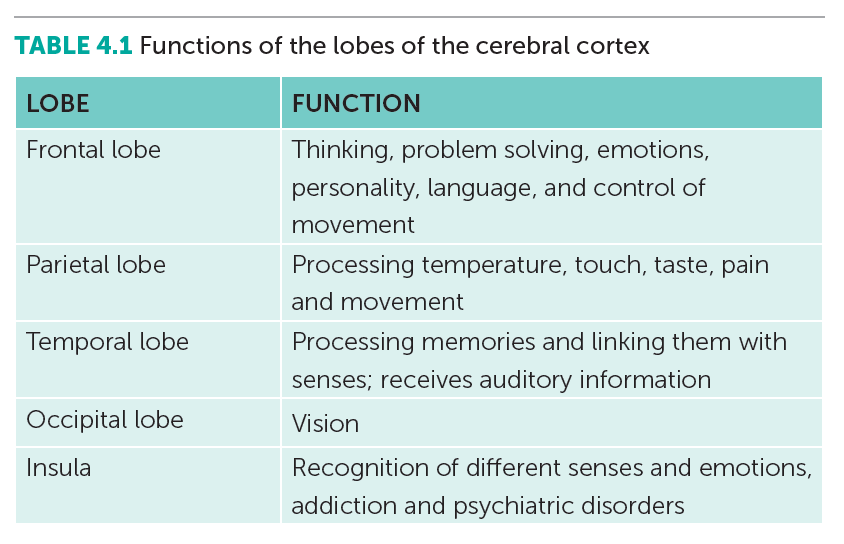 TABLE 4.1 Functions of the lobes of the cerebral cortex
LOBE FUNCTION
Frontal lobe Thinking, problem solving, emotions,
personality, language, and control of
movement
Parietal lobe Processing temperature, touch, taste, pain
and movement
Temporal lobe Processing memories and linking them with
senses; receives auditory information
Occipital lobe Vision
Insula Recognition of different senses and emotions,
addiction and psychiatric disorders